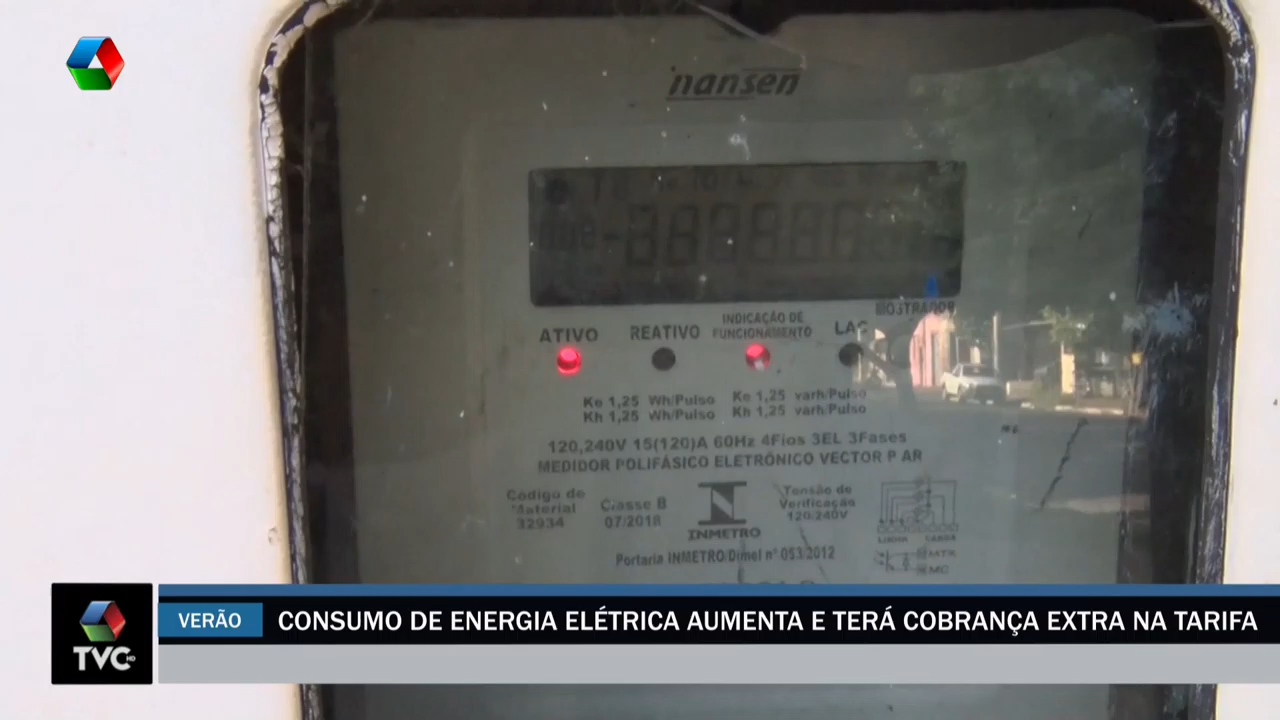 nansen
ATIVO
REATIVO
INDICAÇÃO DE
FUNCIONAMENTO
LAC
MOSTRADOR
Ke 1,25 Wh/Pulso Ke 1,25 varh/Pulso
Kh 1,25 Wh/Pulso Kh 1,25 varh/Pulso
120,240V 15(120)A 60Hz 4Fios 3EL 3Fases
MEDIDOR POLIFÁSICO ELETRÔNICO VECTOR P AR
Código de
Material
32934
Classe B
07/2018
INMETRO
Tensão de
Verificação
120/240V
LINHA CARGA
Portaria INMETRO/Dimel nº 053/2012
VERÃO
CONSUMO DE ENERGIA ELÉTRICA AUMENTA E TERÁ COBRANÇA EXTRA NA TARIFA
TVC HD